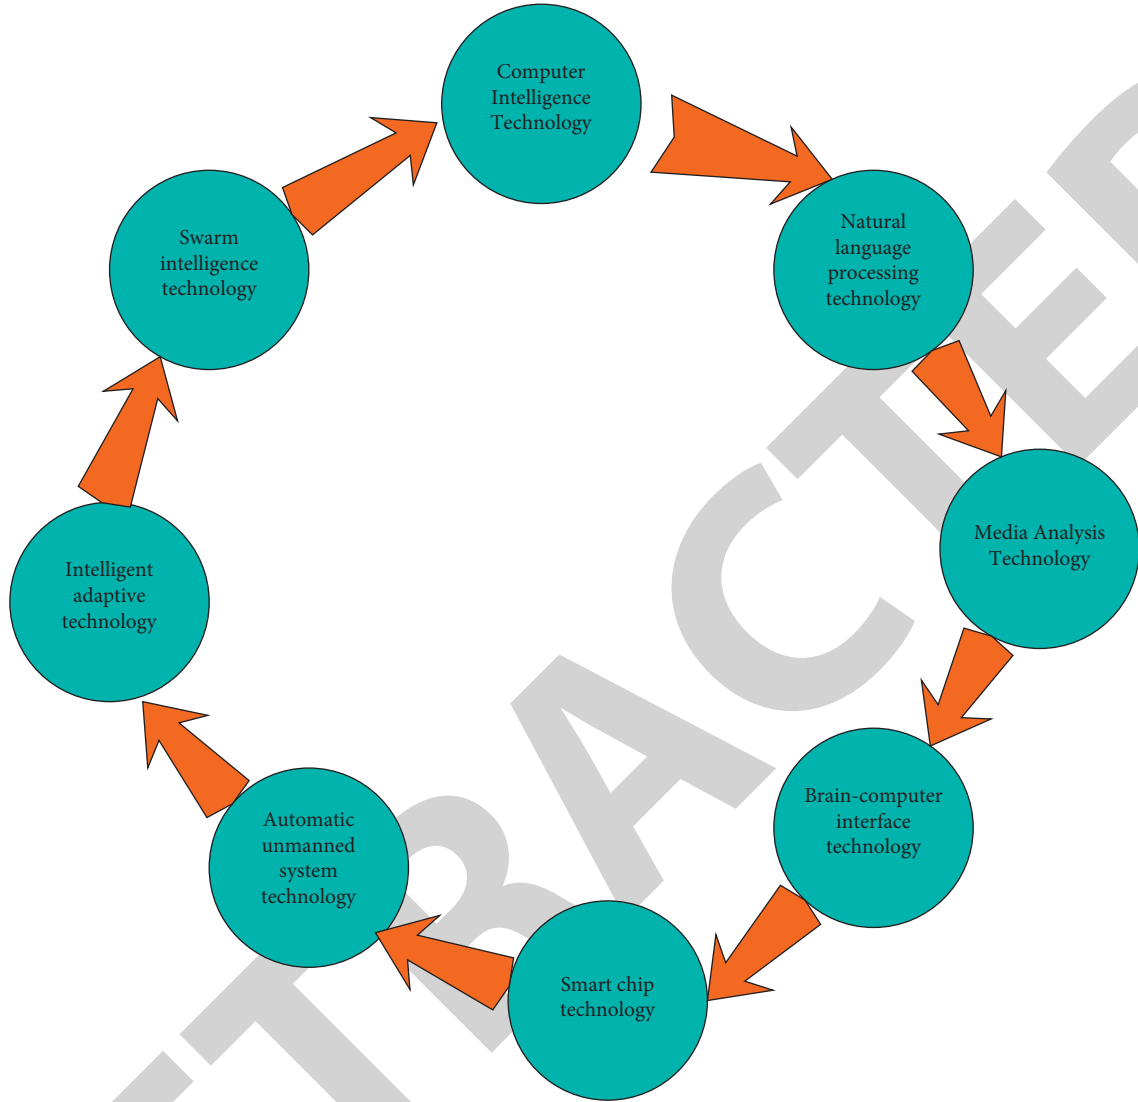 Computer
Intelligence
Technology
Natural
language
processing
technology
Media Analysis
Technology
Brain-computer
interface
technology
Smart chip
technology
Automatic
unmanned
system
technology
Intelligent
adaptive
technology
Swarm
intelligence
technology